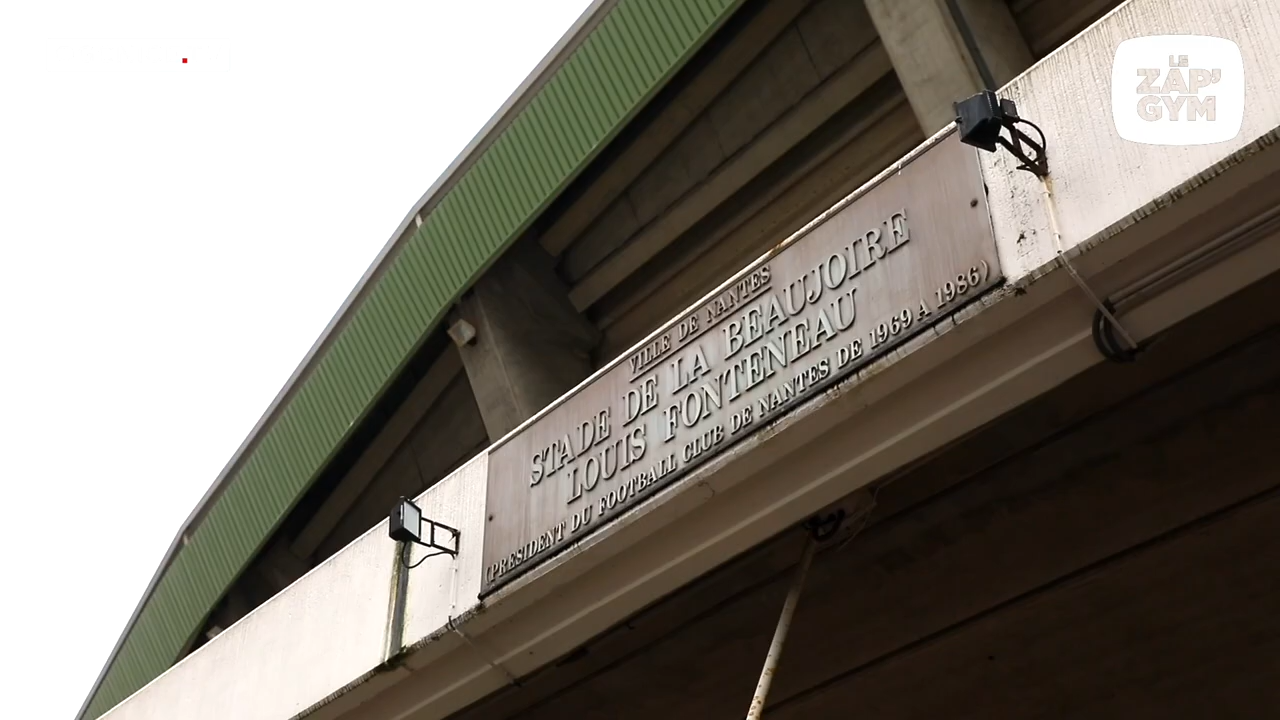 LE
ZAP'
GYM
VILLE DE NANTES
STADE DE LA BEAUJOIRE
LOUIS FONTENEAU
(PRESIDENT DU FOOTBALL CLUB DE NANTES DE 1969 A 1986)